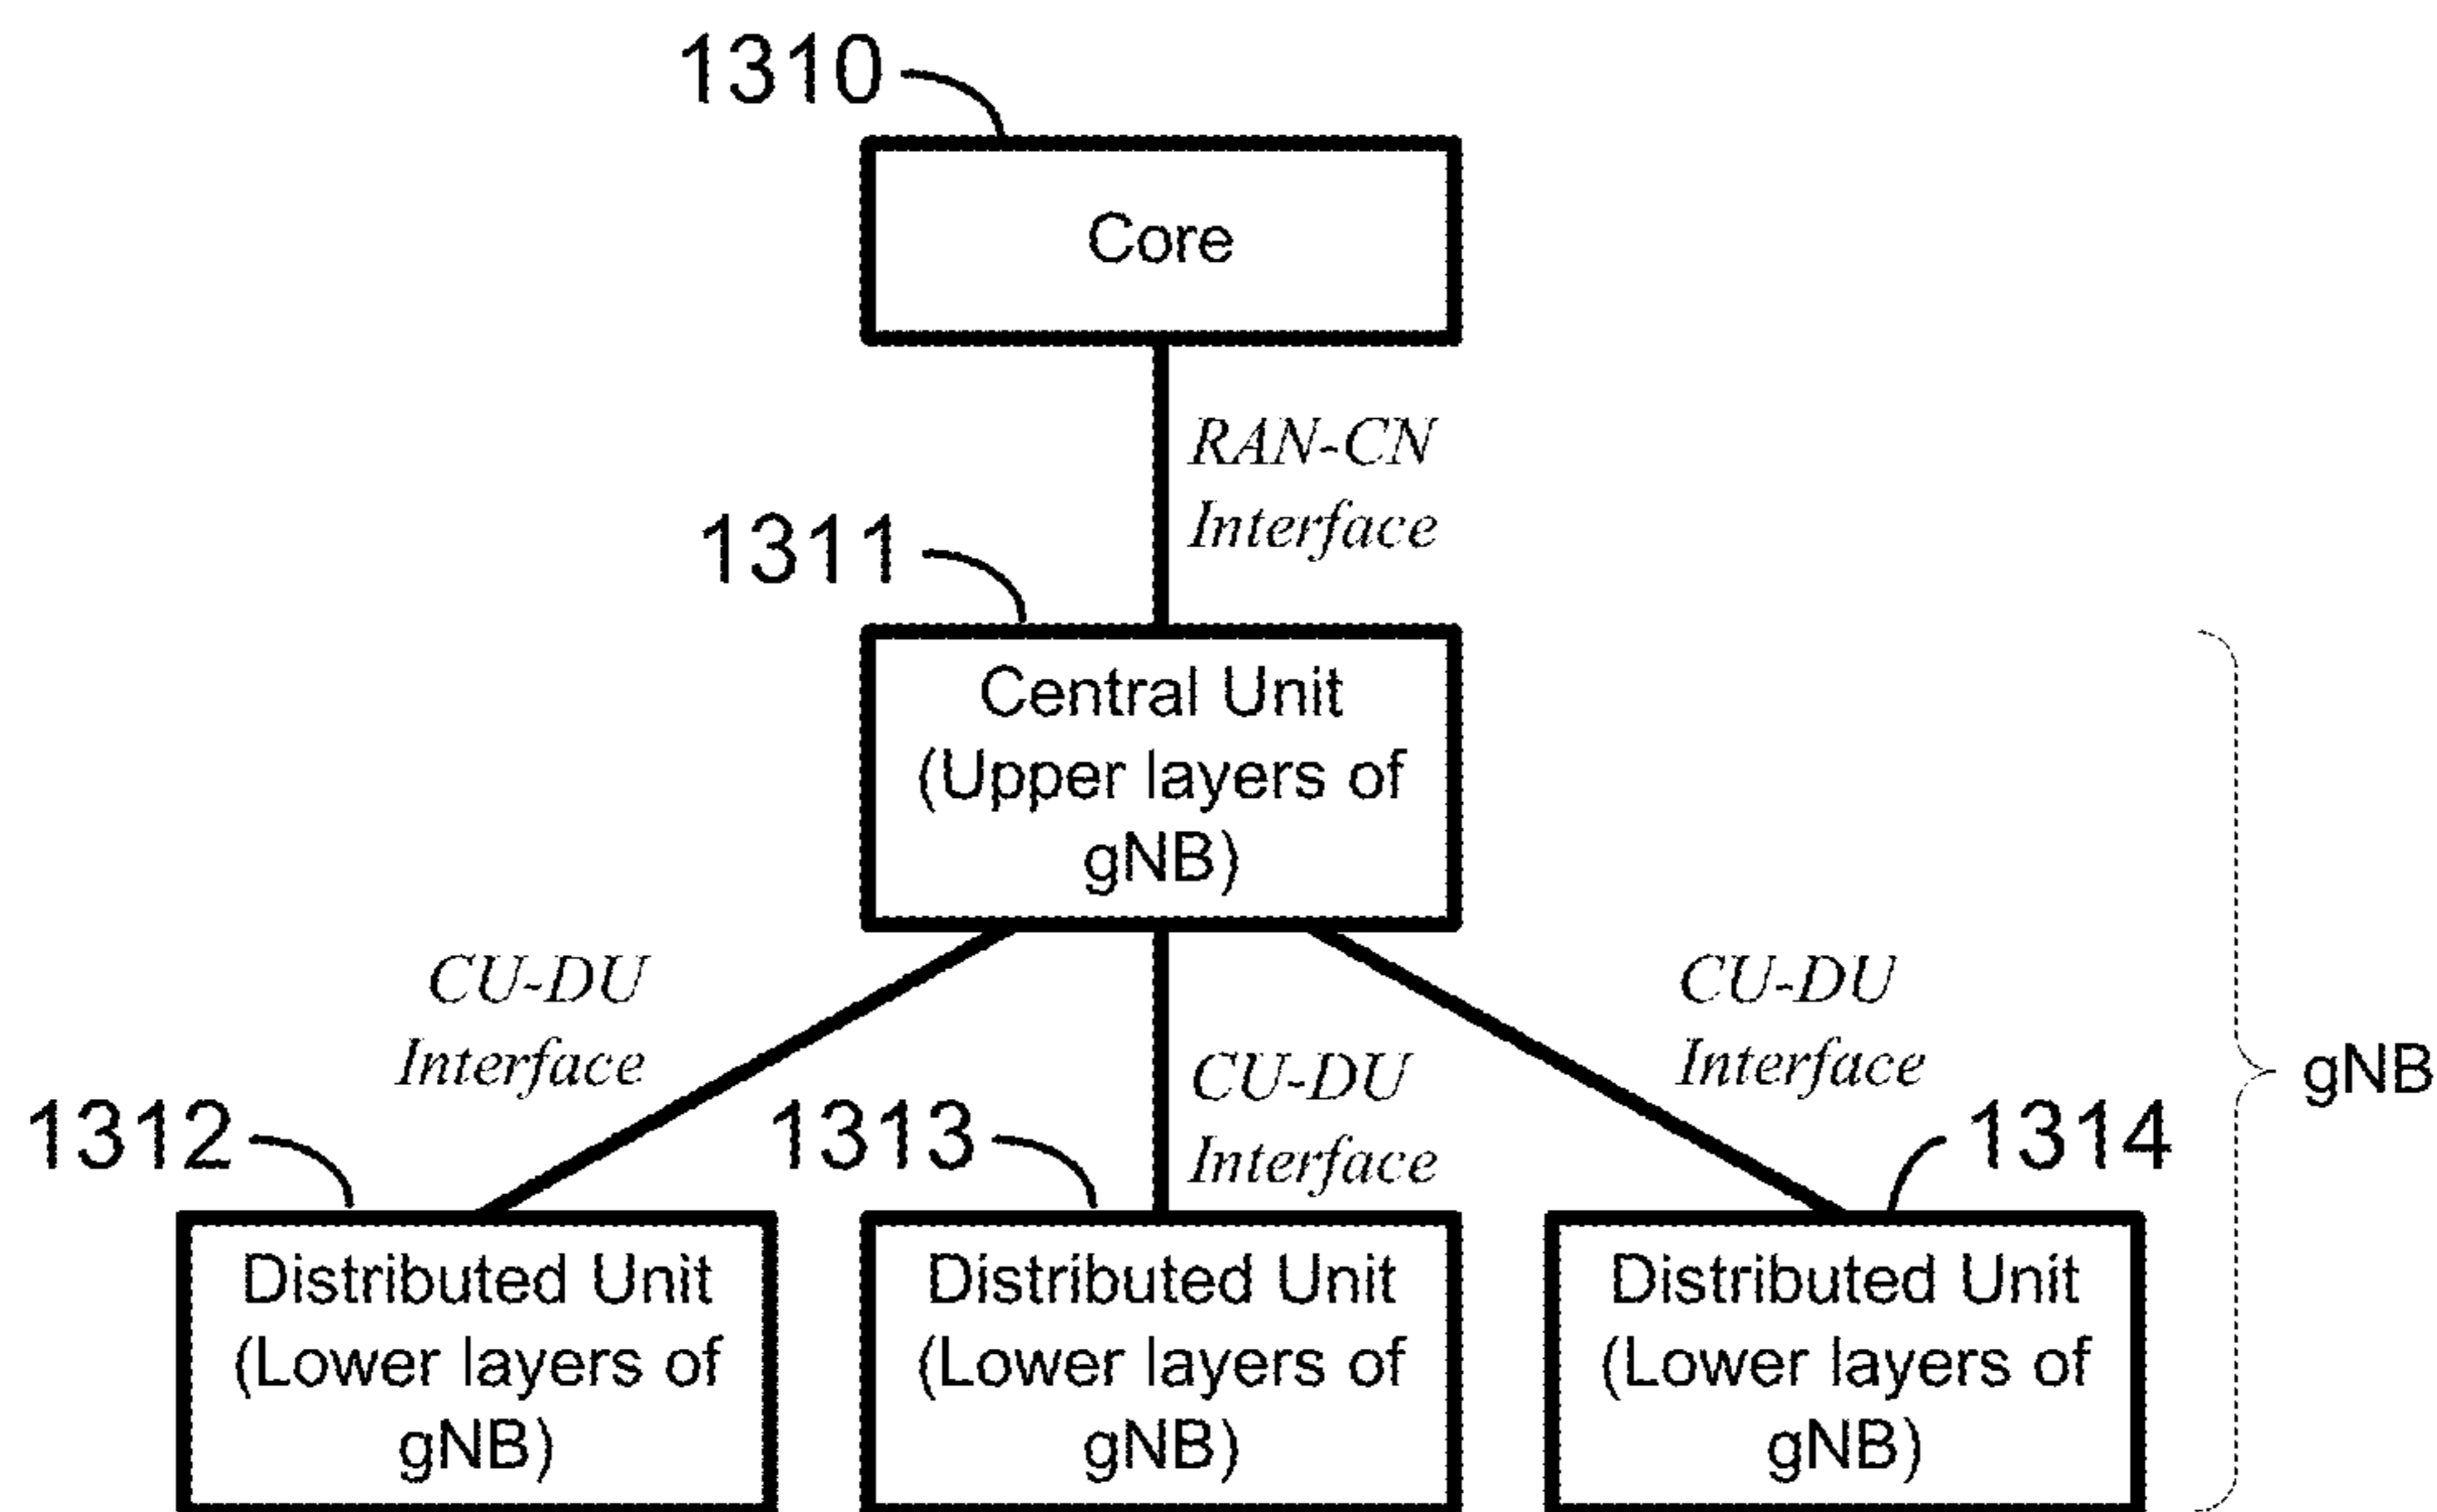 1310
Core
RAN-CN
Interface
1311
Central Unit
(Upper layers of
gNB)
CU-DU
Interface
CU-DU
Interface
CU-DU
Interface
gNB
1312
1313
1314
Distributed Unit
(Lower layers of
gNB)
Distributed Unit
(Lower layers of
gNB)
Distributed Unit
(Lower layers of
gNB)